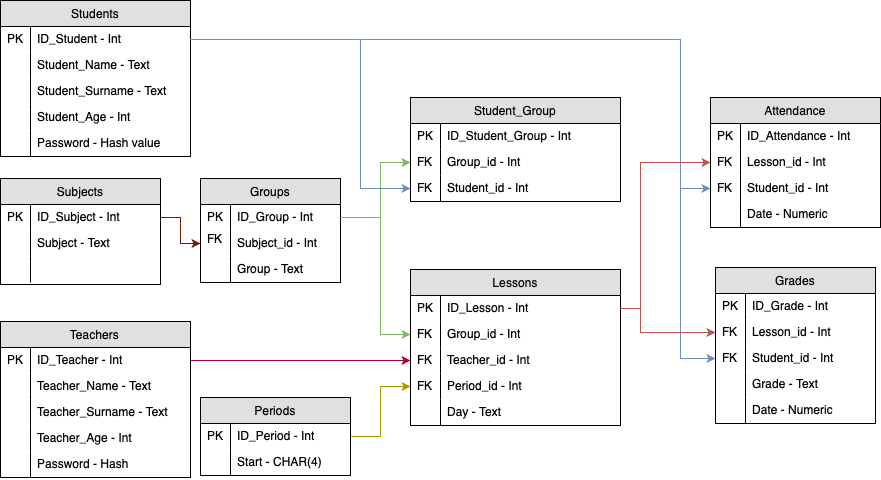 Students
PK ID_Student - Int
Student_Name - Text
Student_Surname - Text
Student_Age - Int
Password - Hash value
Subjects
PK ID_Subject - Int
Subject - Text
Groups
PK ID_Group - Int
FK Subject_id - Int
Group - Text
Student_Group
PK ID_Student_Group - Int
FK Group_id - Int
FK Student_id - Int
Attendance
PK ID_Attendance - Int
FK Lesson_id - Int
FK Student_id - Int
Date - Numeric
Teachers
PK ID_Teacher - Int
Teacher_Name - Text
Teacher_Surname - Text
Teacher_Age - Int
Password - Hash
Periods
PK ID_Period - Int
Start - CHAR(4)
Lessons
PK ID_Lesson - Int
FK Group_id - Int
FK Teacher_id - Int
FK Period_id - Int
Day - Text
Grades
PK ID_Grade - Int
FK Lesson_id - Int
FK Student_id - Int
Grade - Text
Date - Numeric